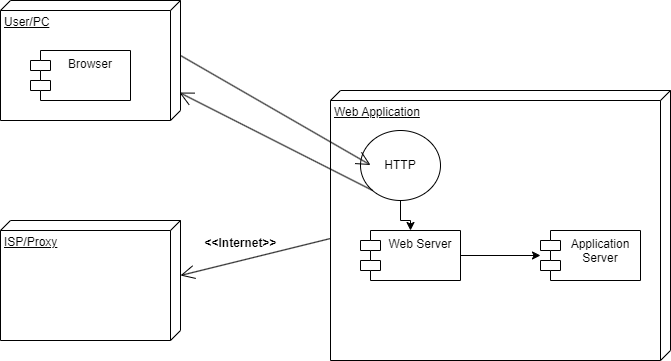 User/PC
Browser
Web Application
HTTP
ISP/Proxy
<<Internet>>
Web Server
Application
Server